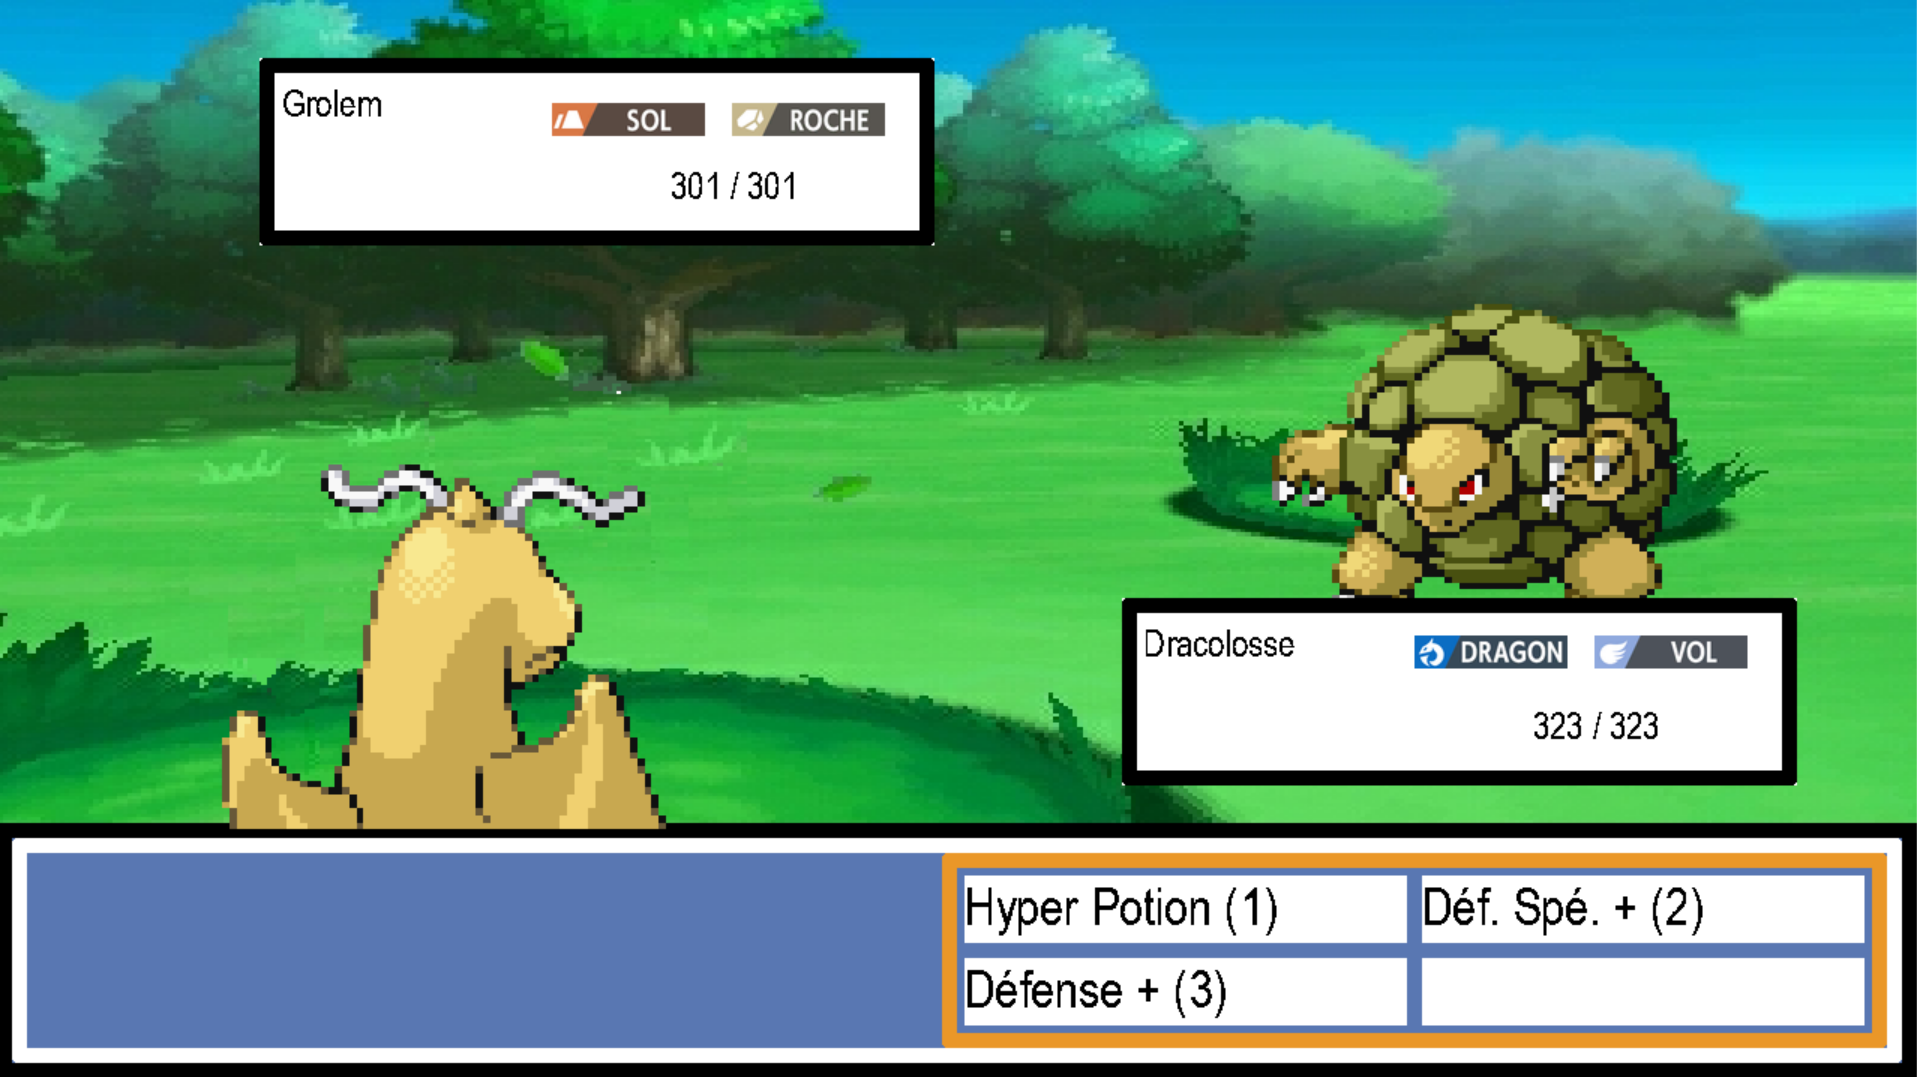 Grolem
SOL ROCHE
301 / 301
Dracolosse
DRAGON VOL
323 / 323
Hyper Potion (1)
Déf. Spé. + (2)
Défense + (3)